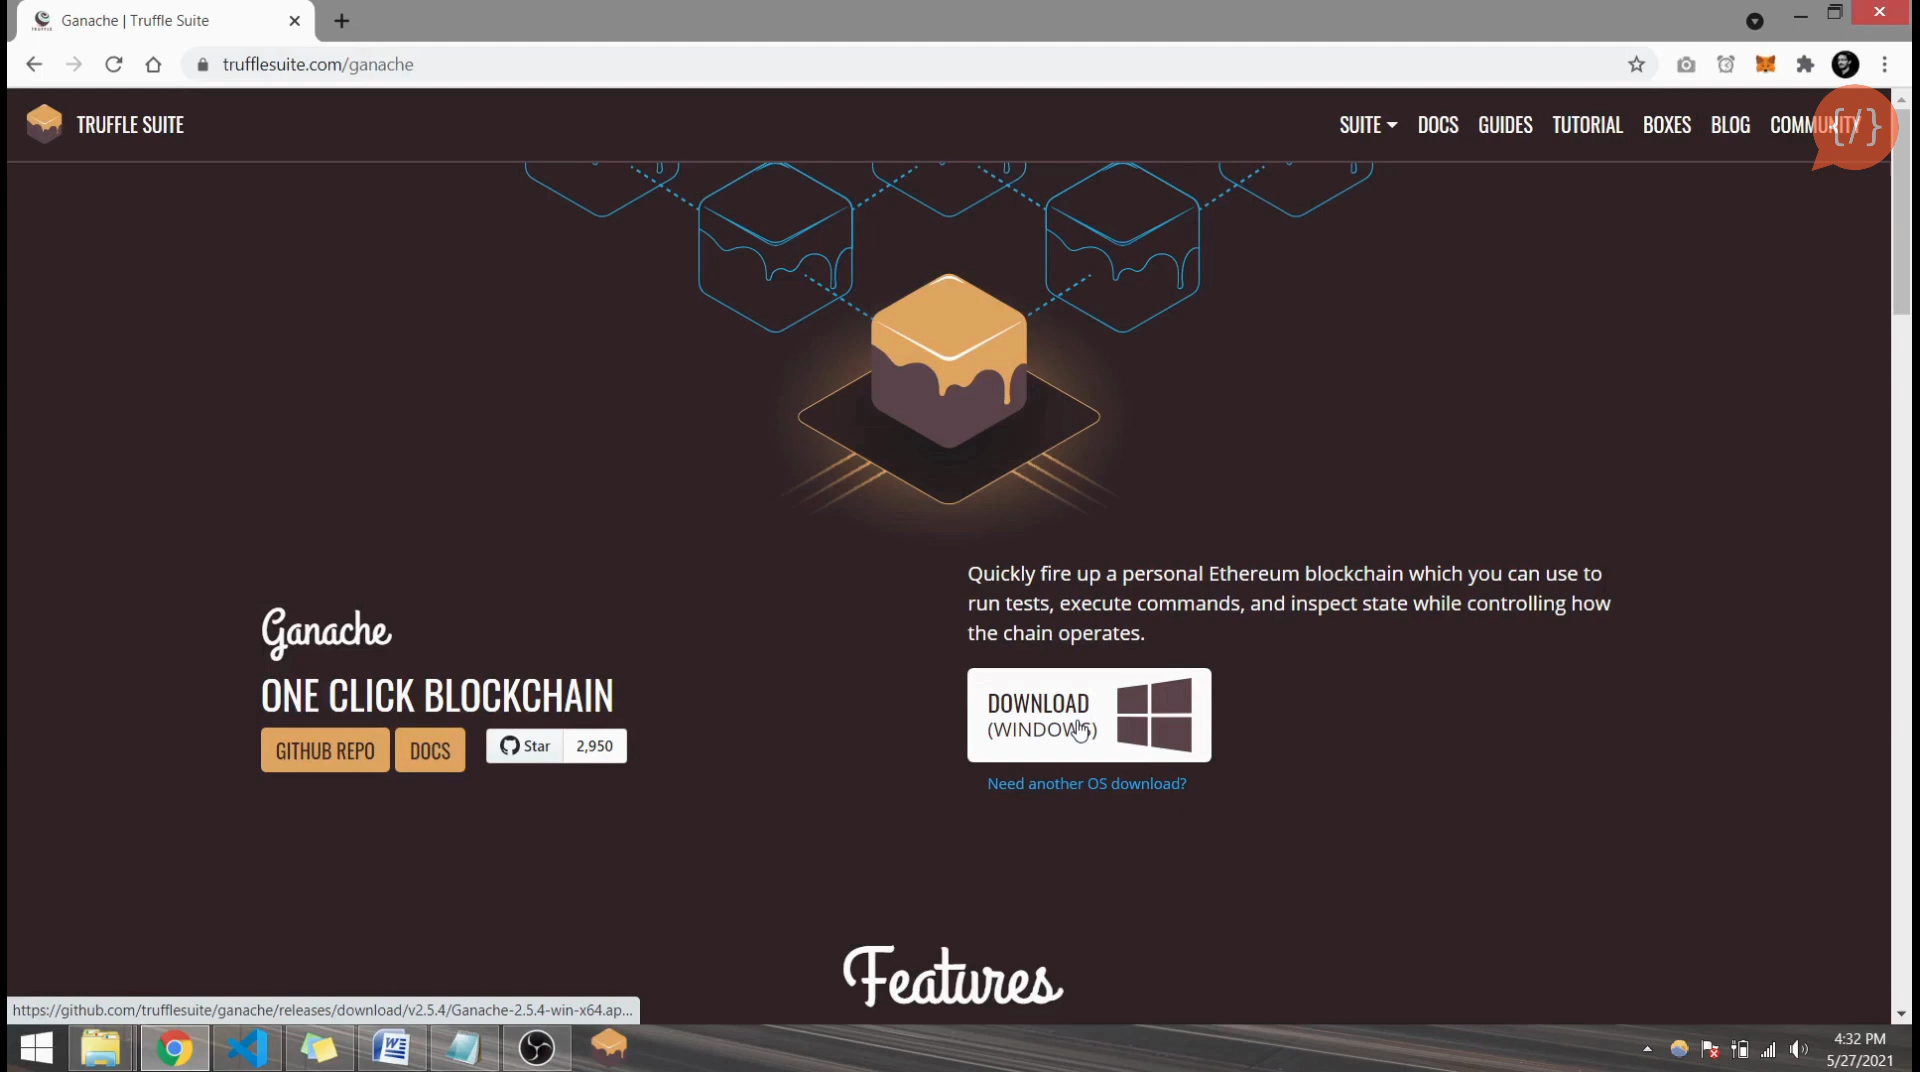 Ganache | Truffle Suite
trufflesuite.com/ganache
TRUFFLE SUITE
SUITE DOCS GUIDES TUTORIAL BOXES BLOG COMMUNITY
{/}
Quickly fire up a personal Ethereum blockchain which you can use to
run tests, execute commands, and inspect state while controlling how
the chain operates.
Ganache
ONE CLICK BLOCKCHAIN
GITHUB REPO DOCS Star 2,950
DOWNLOAD
(WINDOWS)
Need another OS download?
Features
https://github.com/trufflesuite/ganache/releases/download/v2.5.4/Ganache-2.5.4-win-x64.ap...
4:32 PM
5/27/2021